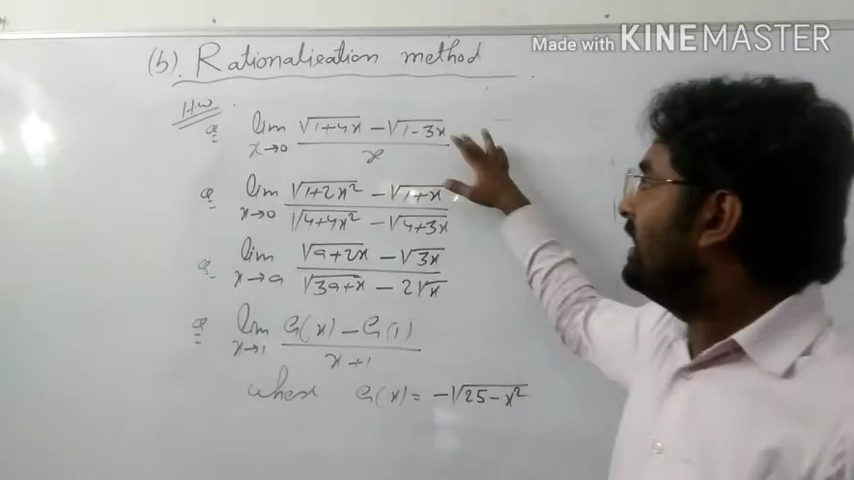 Made with KINEMASTER
(b). Rationalisation method
H.W
Q lim x→0 √1+4x − √1-3x / x
Q lim x→0 √1+2x² − √1+x / √4+4x² − √4+3x
Q lim x→a √a+2x − √3x / √3a+x − 2√x
Q lim x→1 G(x) − G(1) / x+1
where G(x) = −√25-x²